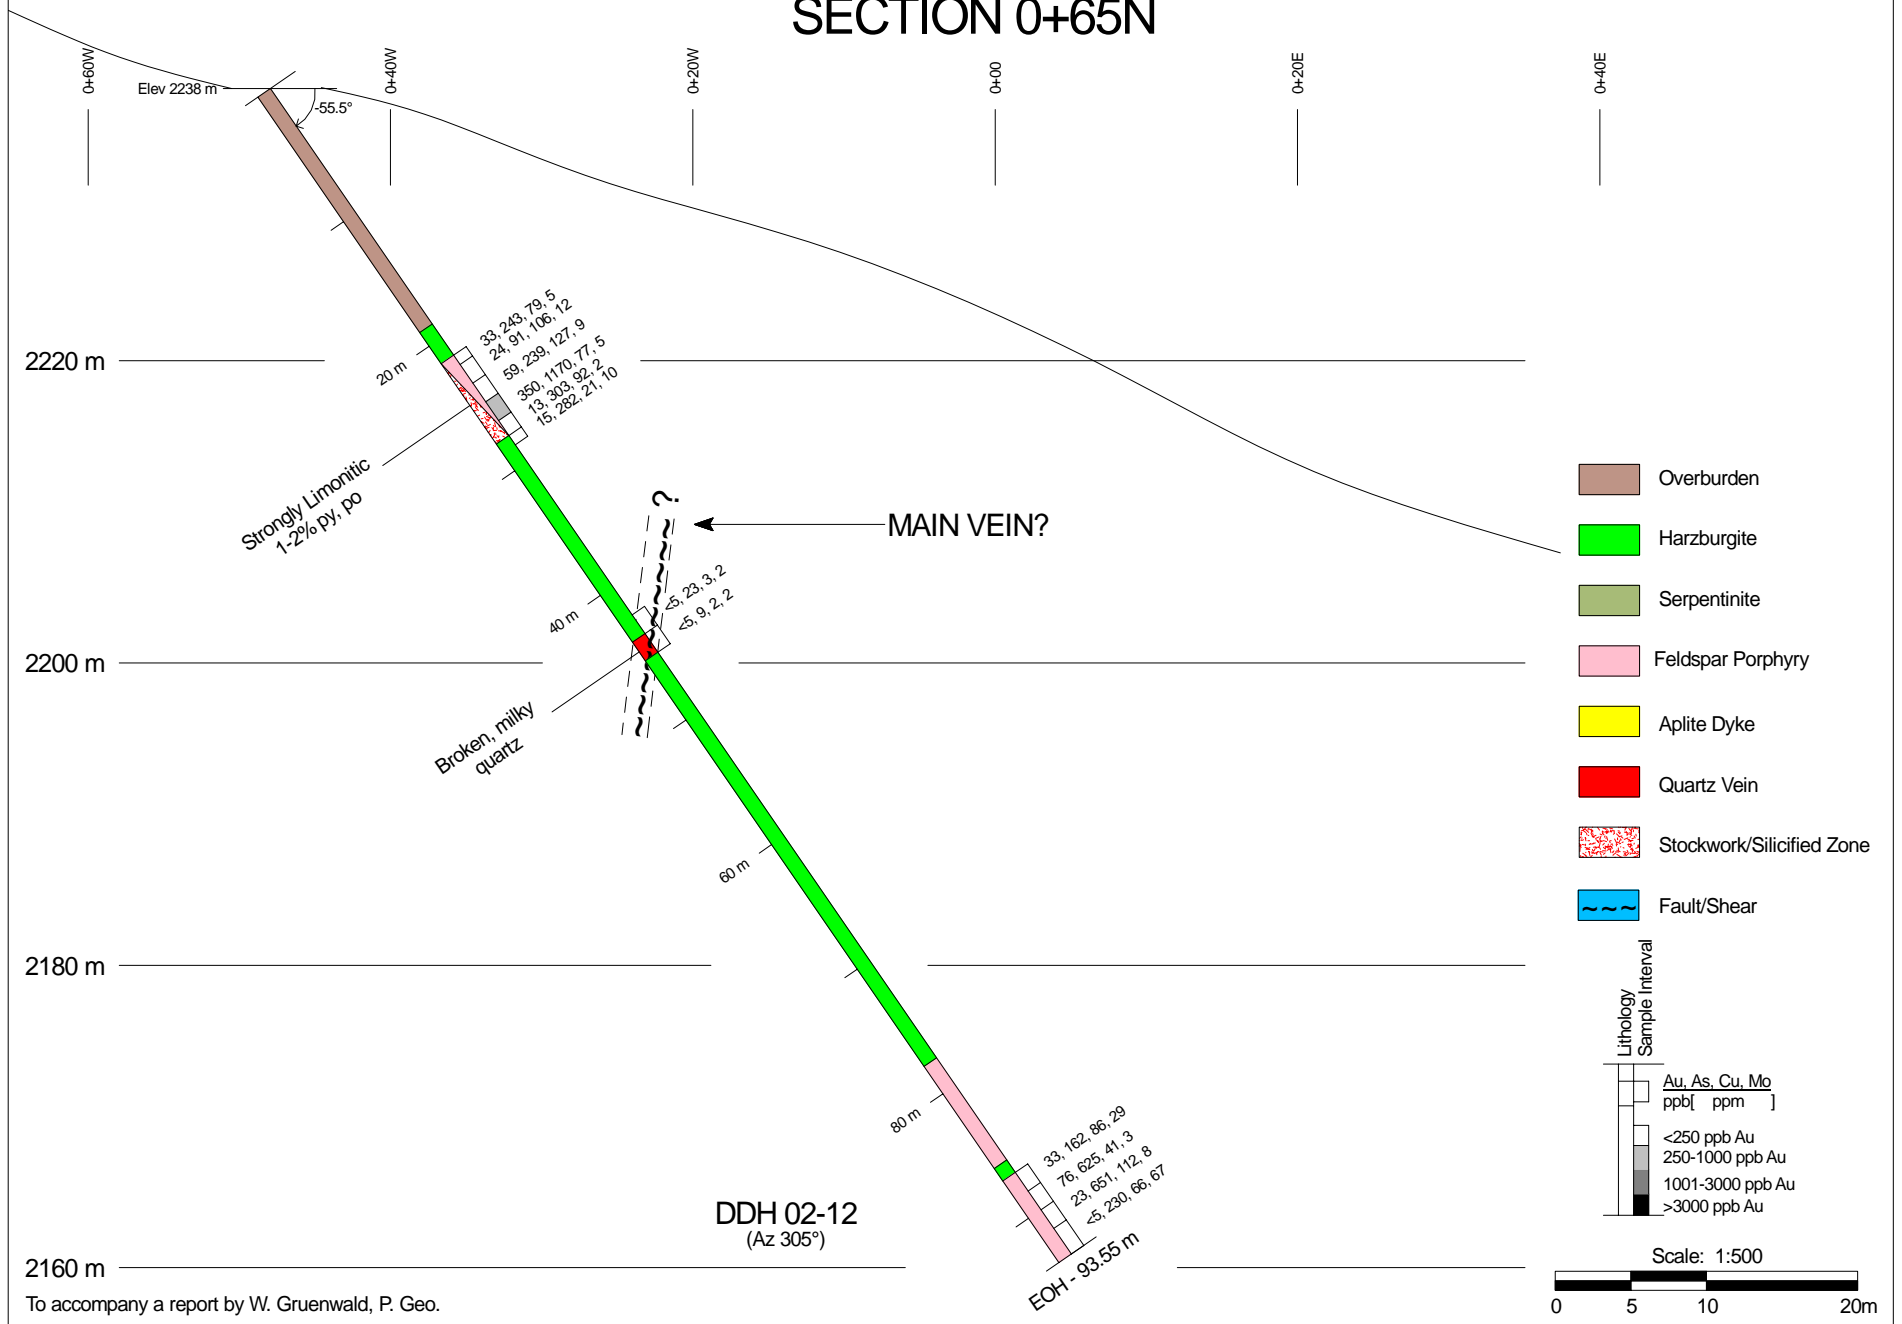 SECTION 0+65N
0+60W
0+40W
0+20W
0+00
0+20E
0+40E
Elev 2238 m
-55.5°
33, 243, 79, 5
24, 91, 106, 12
59, 239, 127, 9
350, 1170, 77, 5
13, 303, 92, 2
15, 282, 21, 10
2220 m
20 m
Strongly Limonitic
1-2% py, po
?
MAIN VEIN?
<5, 23, 3, 2
<5, 9, 2, 2
40 m
2200 m
Broken, milky
quartz
60 m
2180 m
80 m
33, 162, 86, 29
76, 625, 41, 3
23, 651, 112, 8
<5, 230, 66, 67
DDH 02-12
(Az 305°)
EOH - 93.55 m
2160 m
To accompany a report by W. Gruenwald, P. Geo.
Overburden
Harzburgite
Serpentinite
Feldspar Porphyry
Aplite Dyke
Quartz Vein
Stockwork/Silicified Zone
Fault/Shear
Lithology
Sample Interval
Au, As, Cu, Mo
ppb[ ppm ]
<250 ppb Au
250-1000 ppb Au
1001-3000 ppb Au
>3000 ppb Au
Scale: 1:500
0 5 10 20m